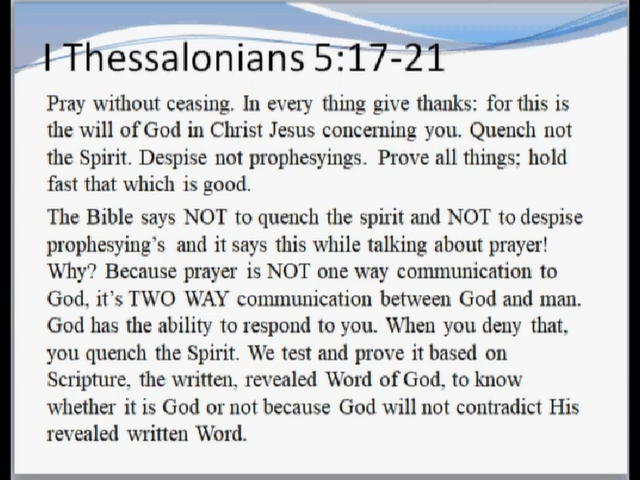 I Thessalonians 5:17-21
Pray without ceasing. In every thing give thanks: for this is
the will of God in Christ Jesus concerning you. Quench not
the Spirit. Despise not prophesyings. Prove all things; hold
fast that which is good.
The Bible says NOT to quench the spirit and NOT to despise
prophesying's and it says this while talking about prayer!
Why? Because prayer is NOT one way communication to
God, it's TWO WAY communication between God and man.
God has the ability to respond to you. When you deny that,
you quench the Spirit. We test and prove it based on
Scripture, the written, revealed Word of God, to know
whether it is God or not because God will not contradict His
revealed written Word.